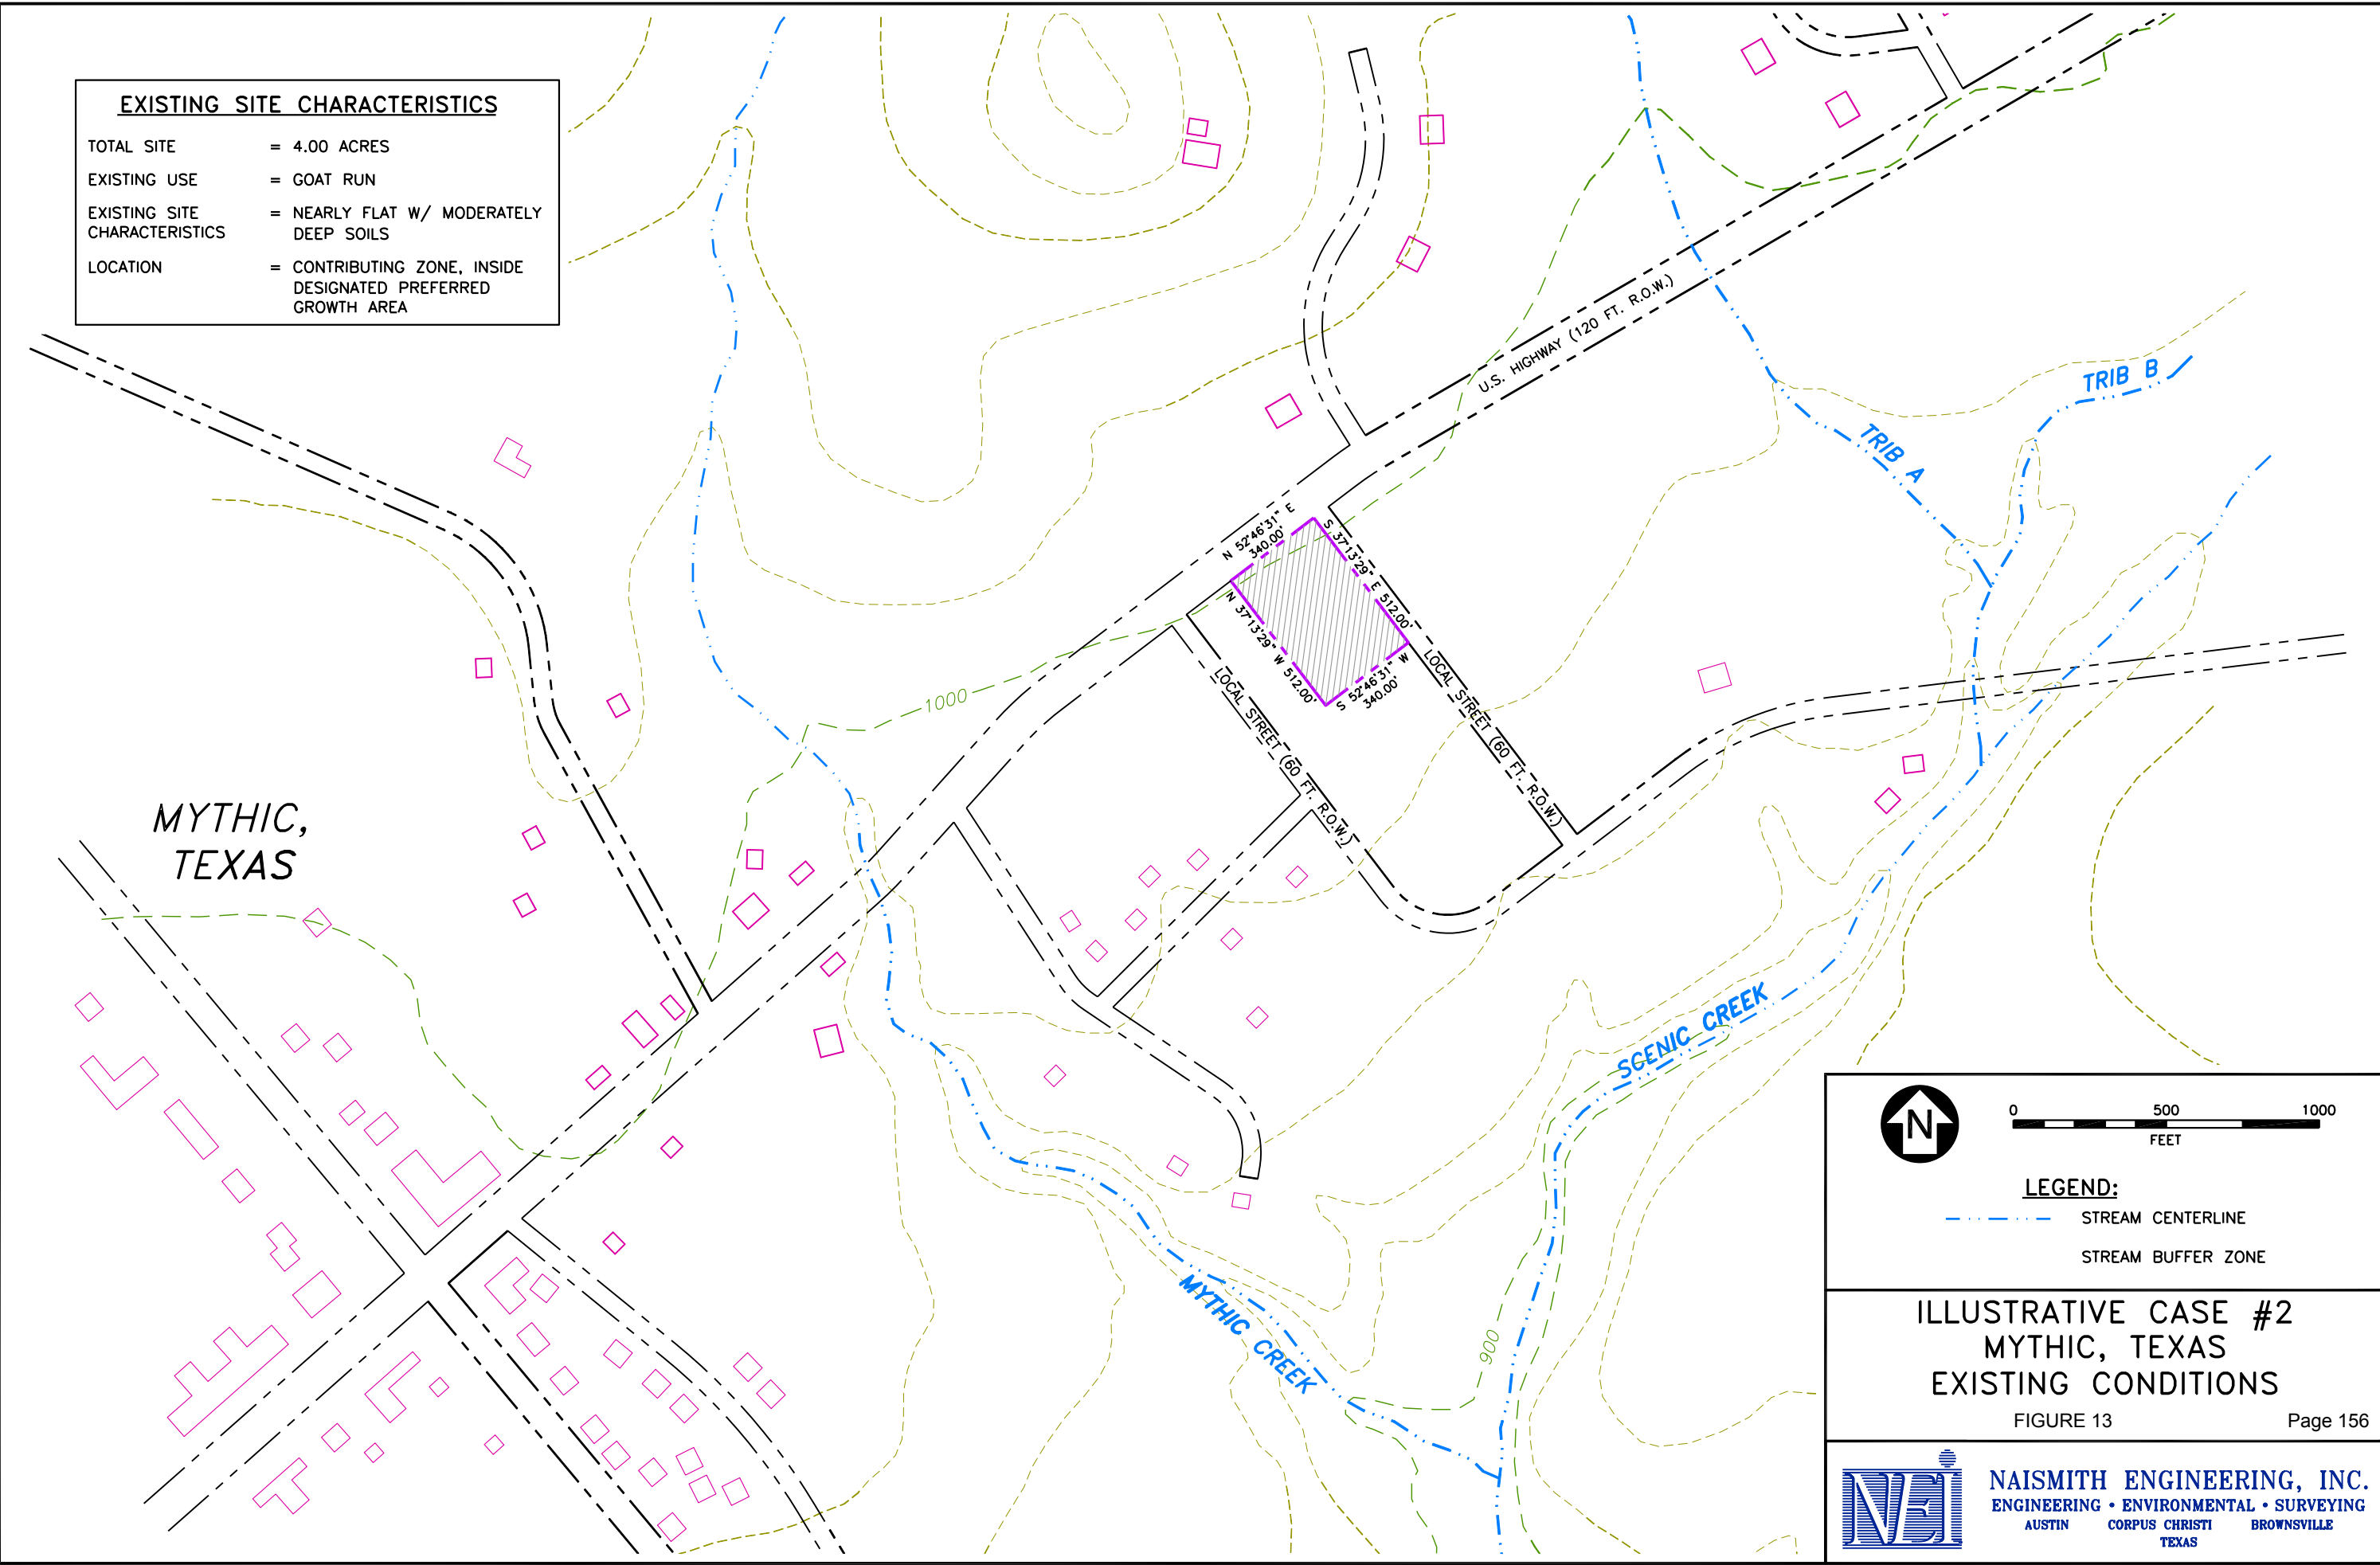 EXISTING SITE CHARACTERISTICS
TOTAL SITE = 4.00 ACRES
EXISTING USE = GOAT RUN
EXISTING SITE = NEARLY FLAT W/ MODERATELY
CHARACTERISTICS DEEP SOILS
LOCATION = CONTRIBUTING ZONE, INSIDE
DESIGNATED PREFERRED
GROWTH AREA
U.S. HIGHWAY (120 FT. R.O.W.)
TRIB B
TRIB A
N 52°46'31" E
340.00'
S 37°13'29" E 512.00'
N 37°13'29" W 512.00'
S 52°46'31" W
340.00'
LOCAL STREET (60 FT. R.O.W.)
LOCAL STREET (60 FT. R.O.W.)
1000
MYTHIC,
TEXAS
SCENIC CREEK
MYTHIC CREEK
900
N
0 500 1000
FEET
LEGEND:
STREAM CENTERLINE
STREAM BUFFER ZONE
ILLUSTRATIVE CASE #2
MYTHIC, TEXAS
EXISTING CONDITIONS
FIGURE 13 Page 156
NEi
NAISMITH ENGINEERING, INC.
ENGINEERING • ENVIRONMENTAL • SURVEYING
AUSTIN CORPUS CHRISTI BROWNSVILLE
TEXAS